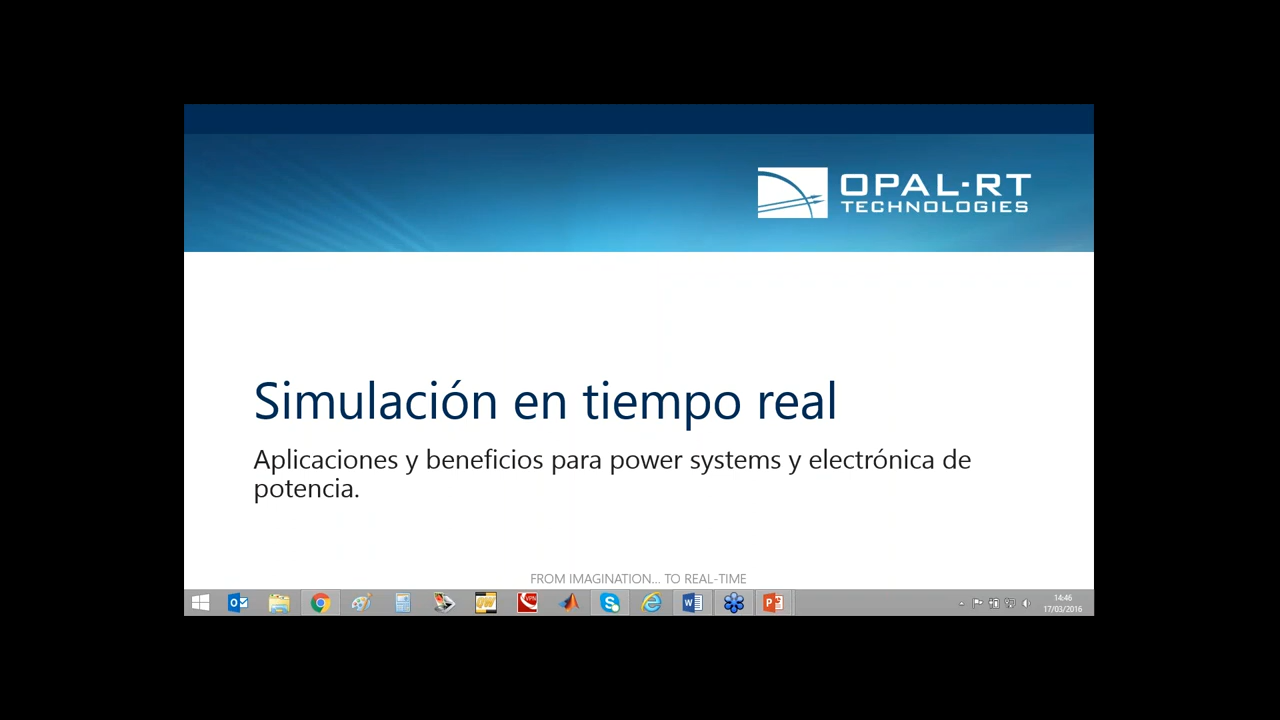 OPAL-RT
TECHNOLOGIES
Simulación en tiempo real
Aplicaciones y beneficios para power systems y electrónica de
potencia.
FROM IMAGINATION... TO REAL-TIME
14:46
17/03/2016